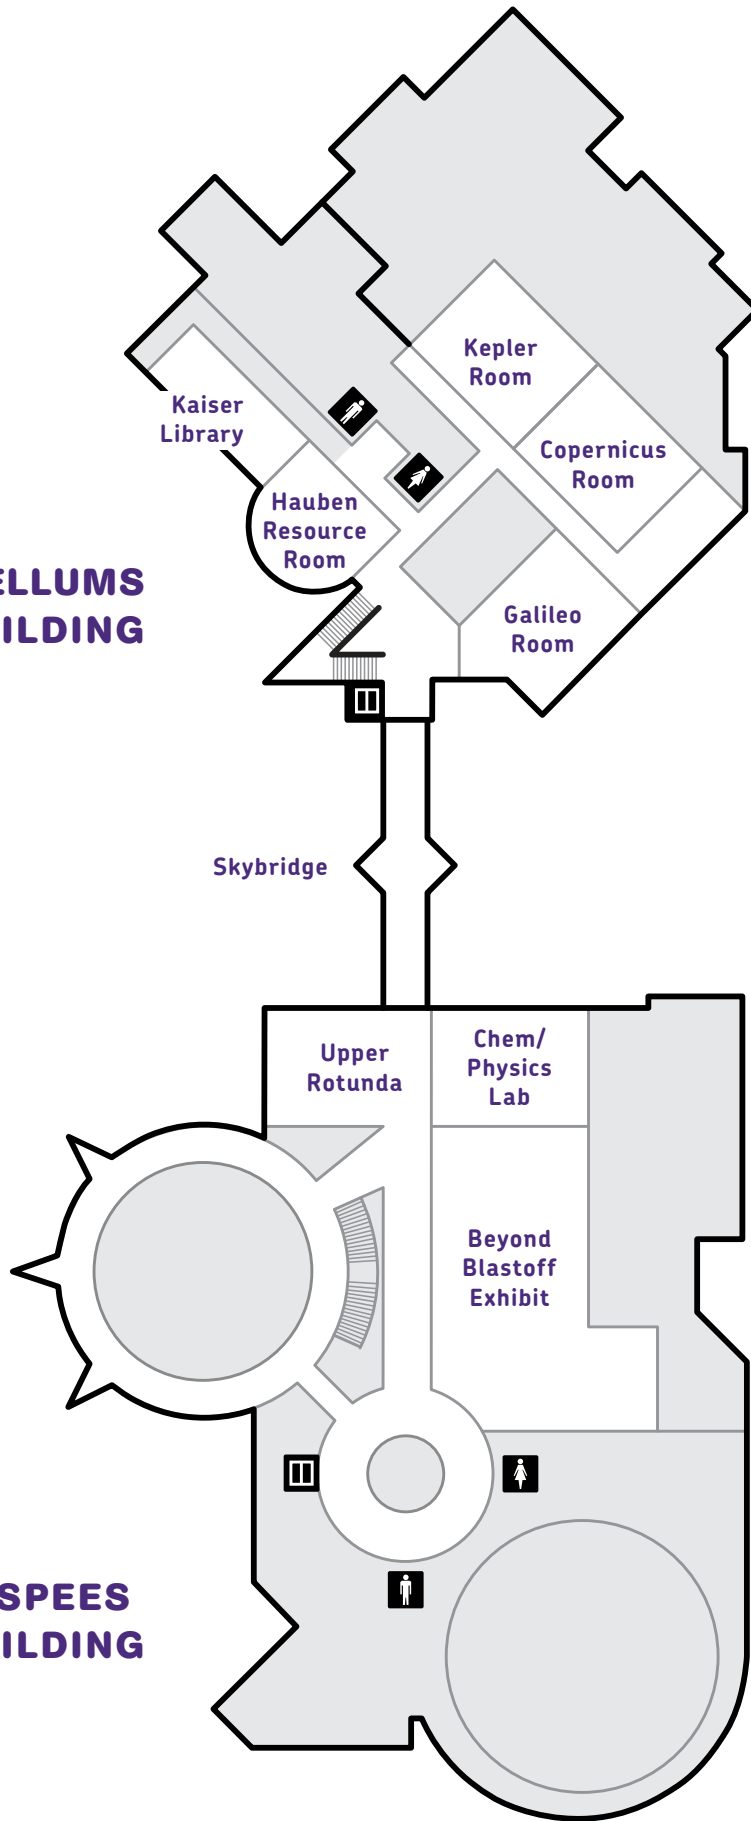 Kepler
Room
Kaiser
Library
Copernicus
Room
Hauben
Resource
Room
ELLUMS
ILDING
Galileo
Room
Skybridge
Upper
Rotunda
Chem/
Physics
Lab
Beyond
Blastoff
Exhibit
SPEES
ILDING